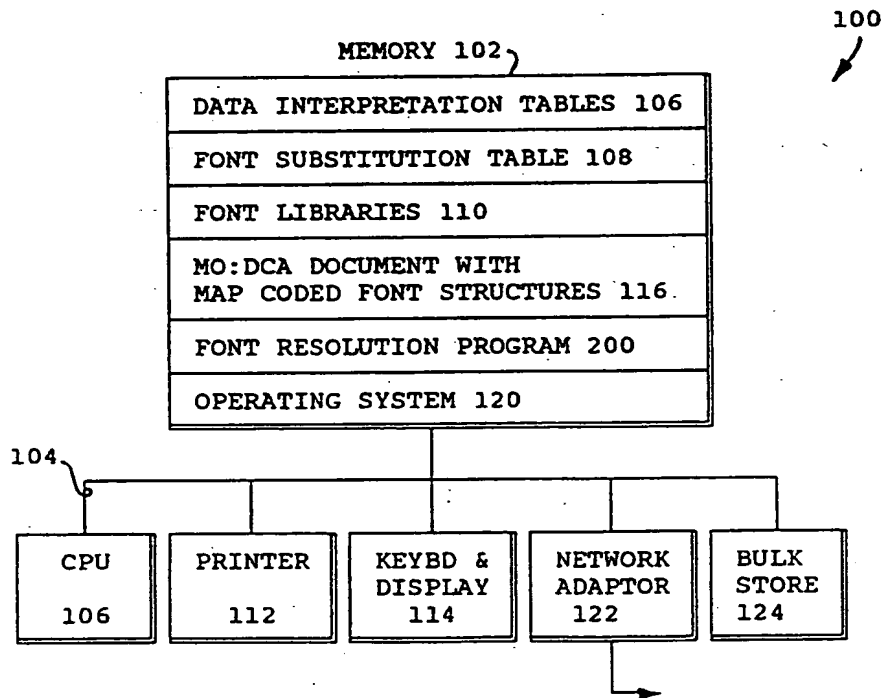 100
MEMORY 102
DATA INTERPRETATION TABLES 106
FONT SUBSTITUTION TABLE 108
FONT LIBRARIES 110
MO:DCA DOCUMENT WITH
MAP CODED FONT STRUCTURES 116
FONT RESOLUTION PROGRAM 200
OPERATING SYSTEM 120
104
CPU
106
PRINTER
112
KEYBD &
DISPLAY
114
NETWORK
ADAPTOR
122
BULK
STORE
124